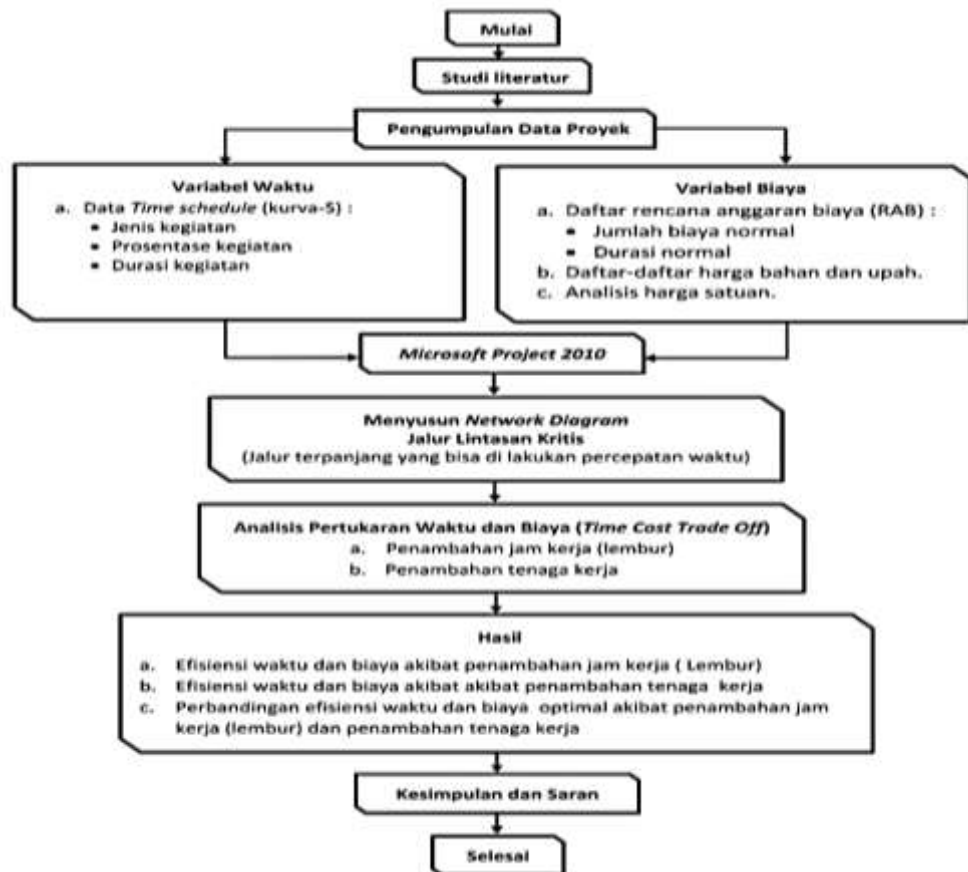 Mulai
Studi literatur
Pengumpulan Data Proyek
Variabel Waktu
a. Data Time schedule (kurva-S) :
• Jenis kegiatan
• Prosentase kegiatan
• Durasi kegiatan
Variabel Biaya
a. Daftar rencana anggaran biaya (RAB) :
• Jumlah biaya normal
• Durasi normal
b. Daftar-daftar harga bahan dan upah.
c. Analisis harga satuan.
Microsoft Project 2010
Menyusun Network Diagram
Jalur Lintasan Kritis
(Jalur terpanjang yang bisa di lakukan percepatan waktu)
Analisis Pertukaran Waktu dan Biaya (Time Cost Trade Off)
a. Penambahan jam kerja (lembur)
b. Penambahan tenaga kerja
Hasil
a. Efisiensi waktu dan biaya akibat penambahan jam kerja ( Lembur)
b. Efisiensi waktu dan biaya akibat akibat penambahan tenaga kerja
c. Perbandingan efisiensi waktu dan biaya optimal akibat penambahan jam
kerja (lembur) dan penambahan tenaga kerja
Kesimpulan dan Saran
Selesai